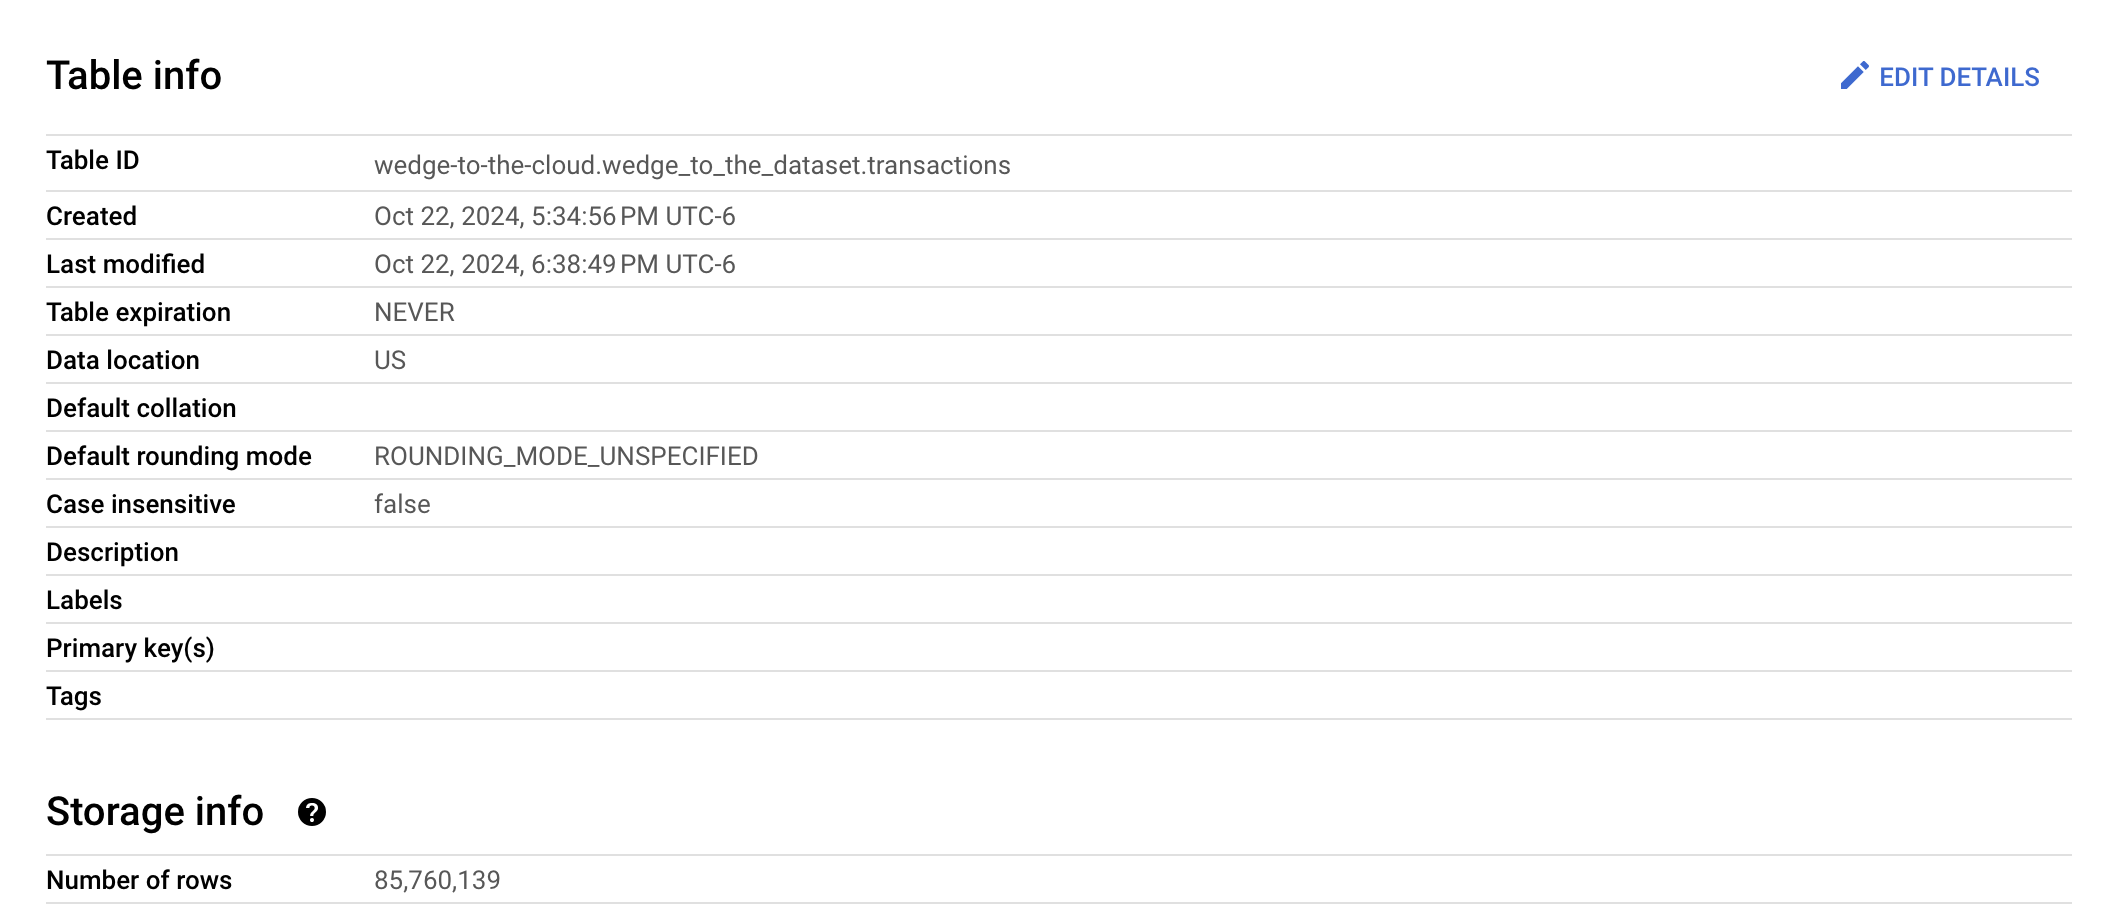 Table info
EDIT DETAILS
Table ID wedge-to-the-cloud.wedge_to_the_dataset.transactions
Created Oct 22, 2024, 5:34:56 PM UTC-6
Last modified Oct 22, 2024, 6:38:49 PM UTC-6
Table expiration NEVER
Data location US
Default collation
Default rounding mode ROUNDING_MODE_UNSPECIFIED
Case insensitive false
Description
Labels
Primary key(s)
Tags
Storage info ?
Number of rows 85,760,139